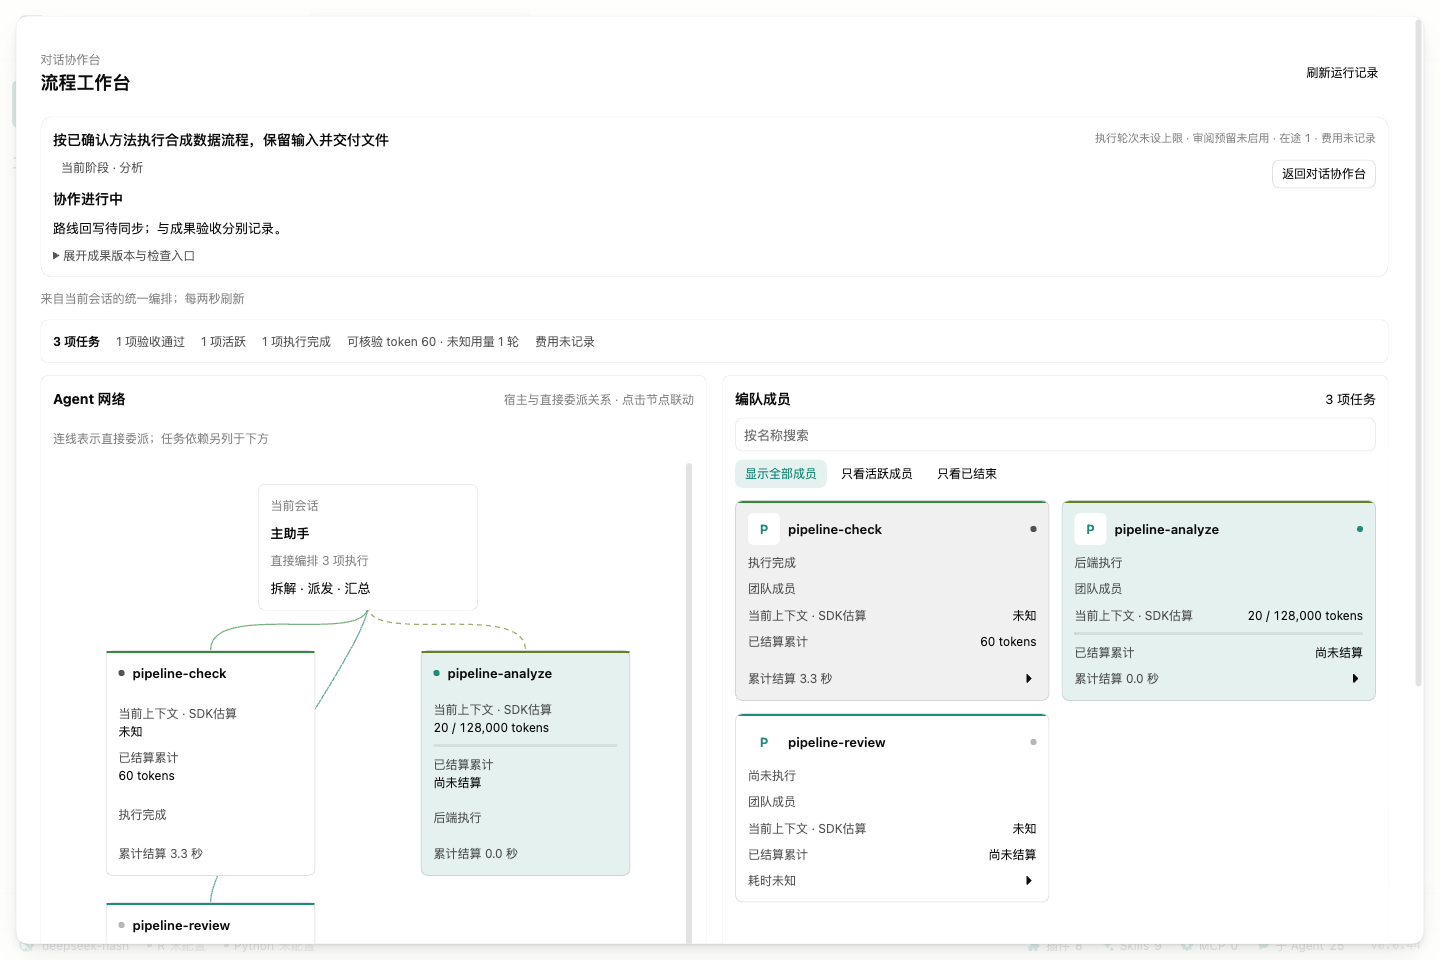 对话协作台
流程工作台
刷新运行记录
按已确认方法执行合成数据流程，保留输入并交付文件
执行轮次未设上限 · 审阅预留未启用 · 在途 1 · 费用未记录
当前阶段 · 分析
返回对话协作台
协作进行中
路线回写待同步；与成果验收分别记录。
展开成果版本与检查入口
来自当前会话的统一编排；每两秒刷新
3 项任务 1 项验收通过 1 项活跃 1 项执行完成 可核验 token 60 · 未知用量 1 轮 费用未记录
Agent 网络
宿主与直接委派关系 · 点击节点联动
连线表示直接委派；任务依赖另列于下方
当前会话
主助手
直接编排 3 项执行
拆解 · 派发 · 汇总
pipeline-check
当前上下文 · SDK估算
未知
已结算累计
60 tokens
执行完成
累计结算 3.3 秒
pipeline-analyze
当前上下文 · SDK估算
20 / 128,000 tokens
已结算累计
尚未结算
后端执行
累计结算 0.0 秒
pipeline-review
编队成员
3 项任务
按名称搜索
显示全部成员 只看活跃成员 只看已结束
P pipeline-check
执行完成
团队成员
当前上下文 · SDK估算 未知
已结算累计 60 tokens
累计结算 3.3 秒
P pipeline-analyze
后端执行
团队成员
当前上下文 · SDK估算 20 / 128,000 tokens
已结算累计 尚未结算
累计结算 0.0 秒
P pipeline-review
尚未执行
团队成员
当前上下文 · SDK估算 未知
已结算累计 尚未结算
耗时未知